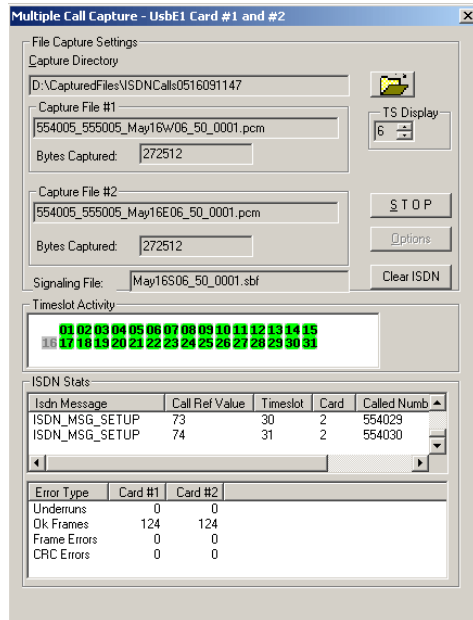 Multiple Call Capture - UsbE1 Card #1 and #2
File Capture Settings
Capture Directory
D:\CapturedFiles\ISDNCalls0516091147
Capture File #1
554005_555005_May16W06_50_0001.pcm
Bytes Captured: 272512
TS Display
6
Capture File #2
554005_555005_May16E06_50_0001.pcm
Bytes Captured: 272512
STOP
Options
Signaling File: May16S06_50_0001.sbf
Clear ISDN
Timeslot Activity
01 02 03 04 05 06 07 08 09 10 11 12 13 14 15
16 17 18 19 20 21 22 23 24 25 26 27 28 29 30 31
ISDN Stats
Isdn Message Call Ref Value Timeslot Card Called Numb
ISDN_MSG_SETUP 73 30 2 554029
ISDN_MSG_SETUP 74 31 2 554030
Error Type Card #1 Card #2
Underruns 0 0
Ok Frames 124 124
Frame Errors 0 0
CRC Errors 0 0